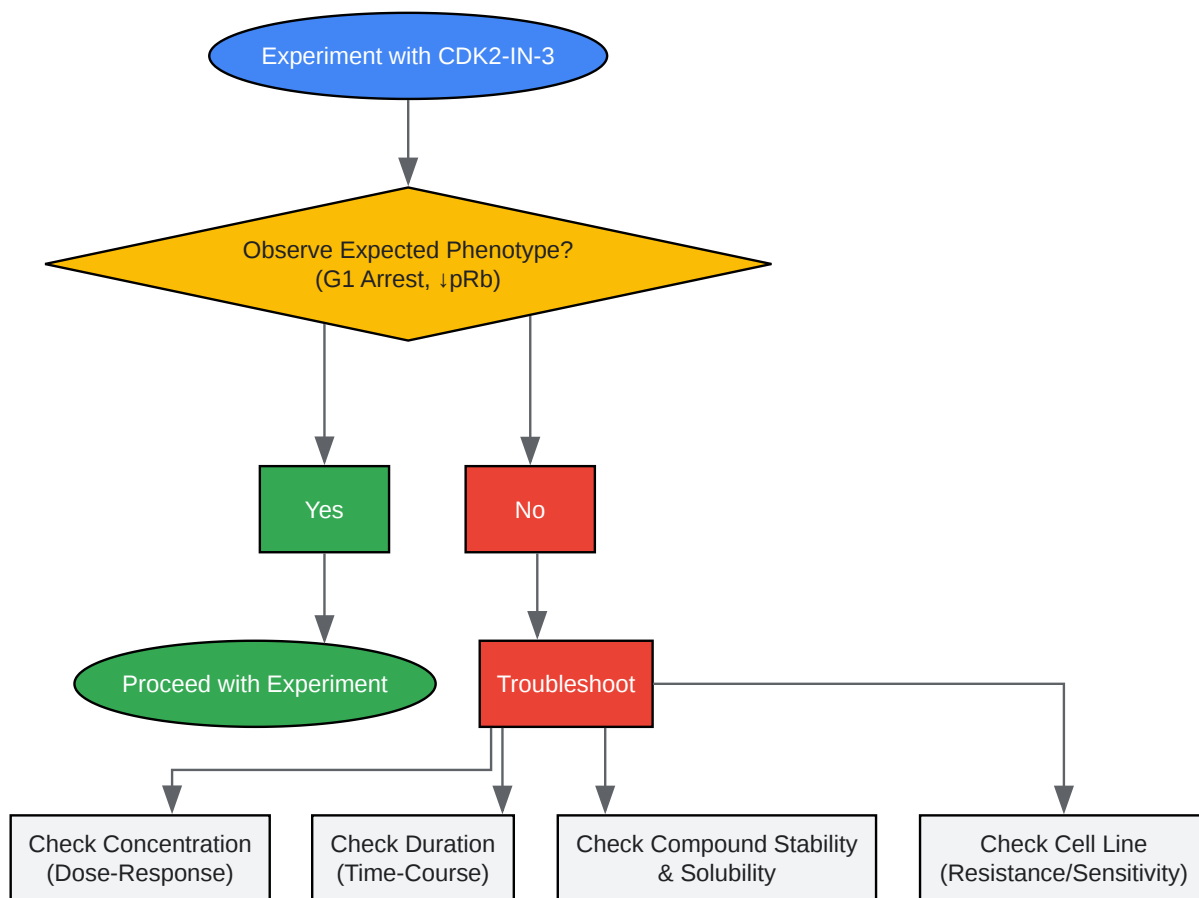 Experiment with CDK2-IN-3
Observe Expected Phenotype?
(G1 Arrest, ↓pRb)
Yes
No
Proceed with Experiment
Troubleshoot
Check Concentration
(Dose-Response)
Check Duration
(Time-Course)
Check Compound Stability
& Solubility
Check Cell Line
(Resistance/Sensitivity)